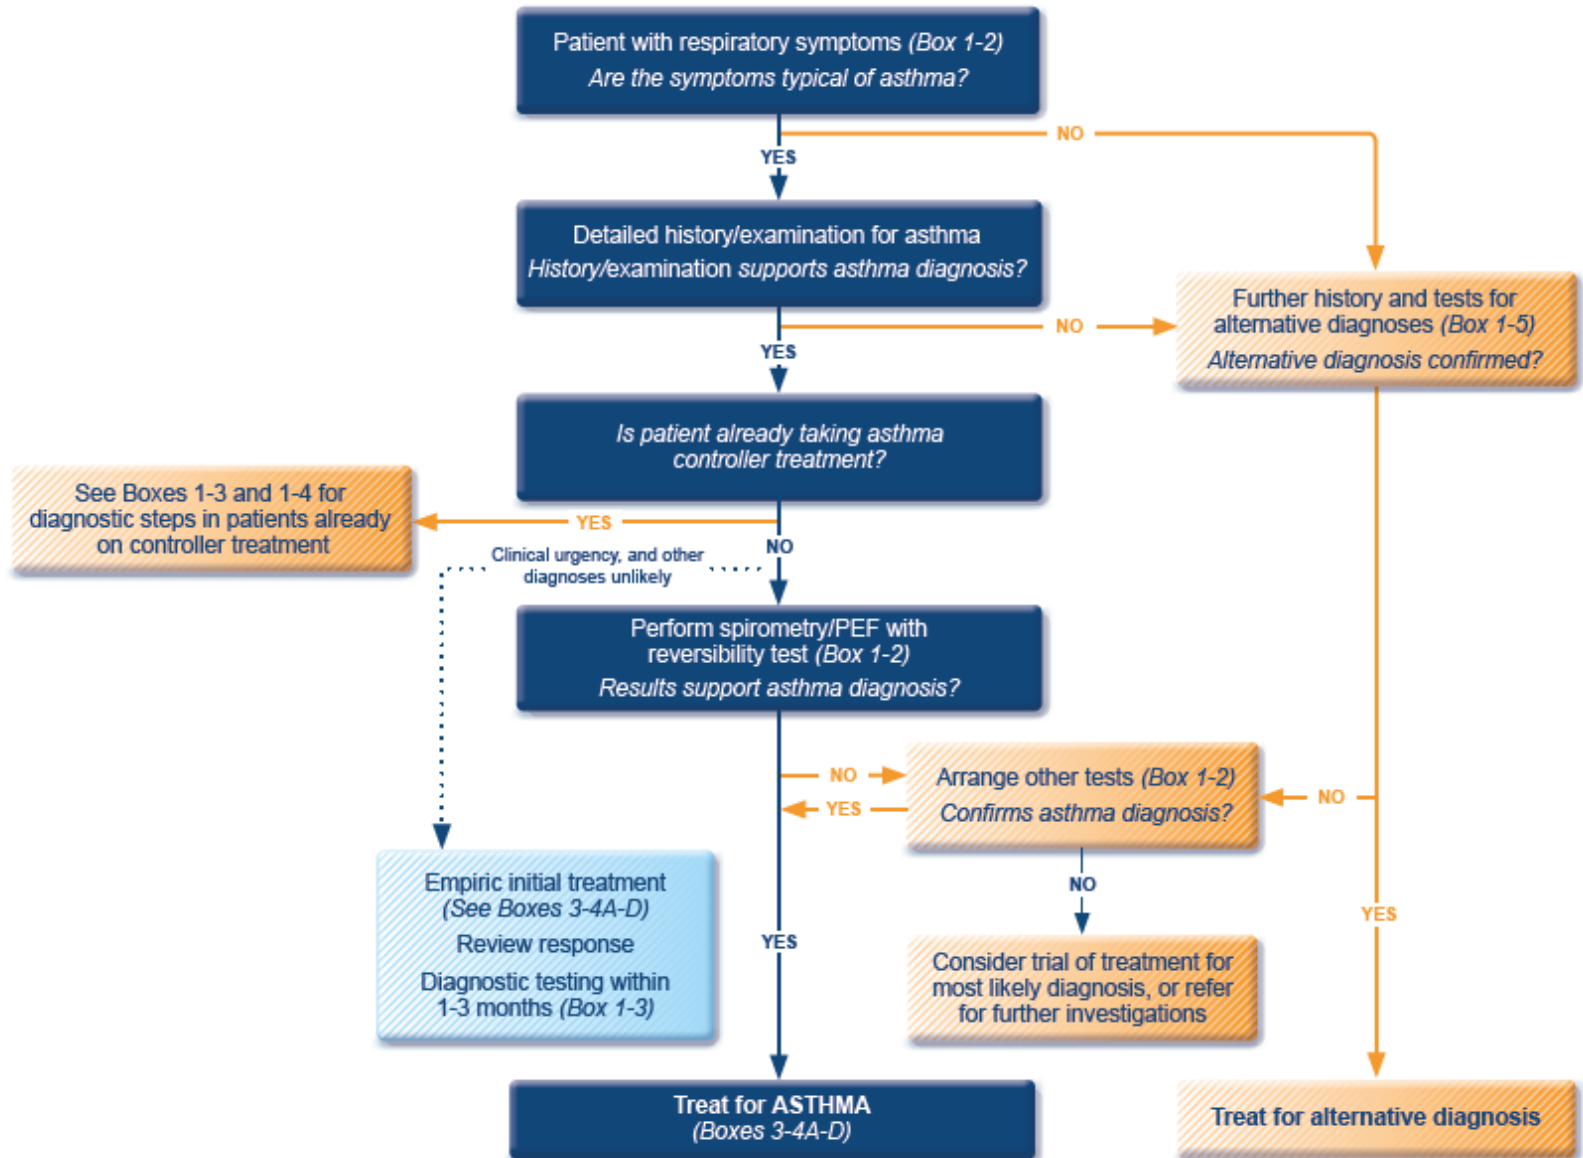 Patient with respiratory symptoms (Box 1-2)
Are the symptoms typical of asthma?
NO
YES
Detailed history/examination for asthma
History/examination supports asthma diagnosis?
Further history and tests for
alternative diagnoses (Box 1-5)
Alternative diagnosis confirmed?
NO
YES
Is patient already taking asthma
controller treatment?
See Boxes 1-3 and 1-4 for
diagnostic steps in patients already
on controller treatment
YES
NO
Clinical urgency, and other
diagnoses unlikely
Perform spirometry/PEF with
reversibility test (Box 1-2)
Results support asthma diagnosis?
NO
YES
Arrange other tests (Box 1-2)
Confirms asthma diagnosis?
NO
Empiric initial treatment
(See Boxes 3-4A-D)
Review response
Diagnostic testing within
1-3 months (Box 1-3)
YES
NO
YES
Consider trial of treatment for
most likely diagnosis, or refer
for further investigations
Treat for ASTHMA
(Boxes 3-4A-D)
Treat for alternative diagnosis